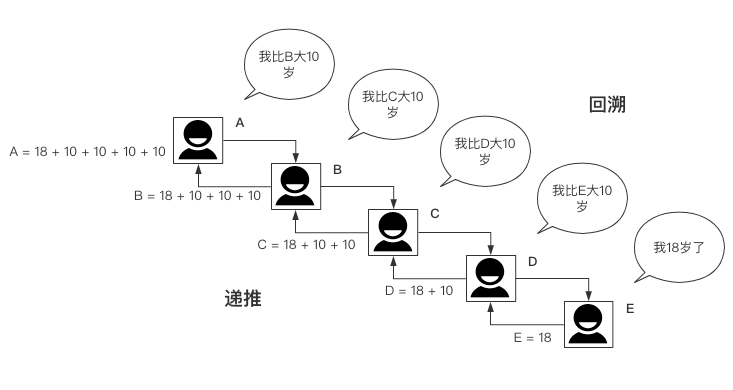 我比B大10
岁
我比C大10
岁
回溯
A
A = 18 + 10 + 10 + 10 + 10
我比D大10
岁
B
B = 18 + 10 + 10 + 10
我比E大10
岁
C
C = 18 + 10 + 10
我18岁了
D
D = 18 + 10
递推
E
E = 18